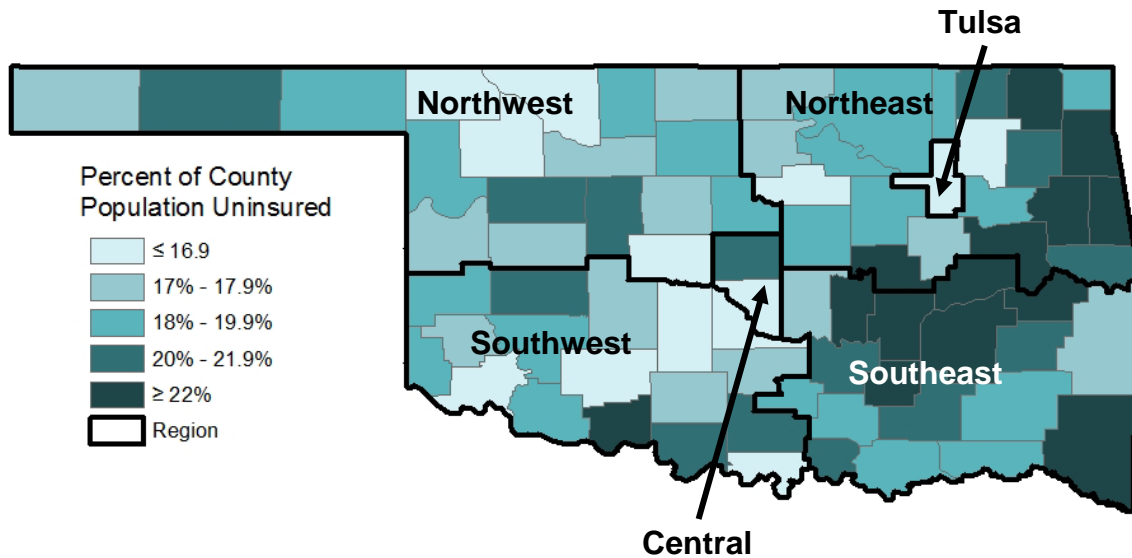 Tulsa
Northwest
Northeast
Percent of County
Population Uninsured
≤ 16.9
17% - 17.9%
18% - 19.9%
20% - 21.9%
≥ 22%
Region
Southwest
Southeast
Central